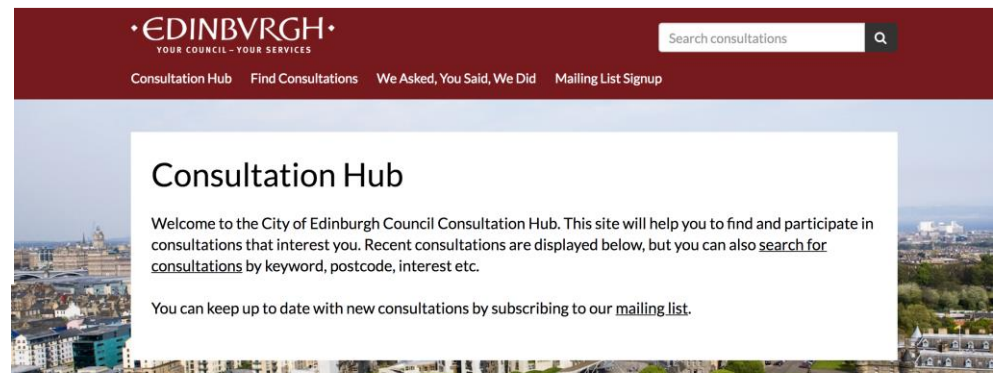 ·EDINBVRGH·
YOUR COUNCIL – YOUR SERVICES
Search consultations
Consultation Hub Find Consultations We Asked, You Said, We Did Mailing List Signup
Consultation Hub
Welcome to the City of Edinburgh Council Consultation Hub. This site will help you to find and participate in
consultations that interest you. Recent consultations are displayed below, but you can also search for
consultations by keyword, postcode, interest etc.
You can keep up to date with new consultations by subscribing to our mailing list.